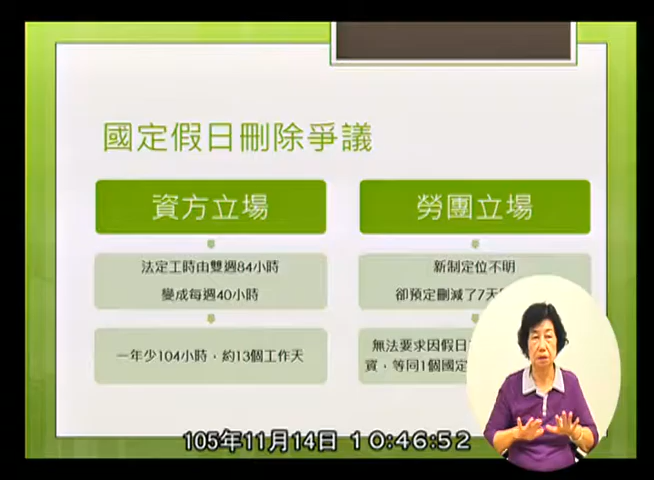 國定假日刪除爭議
資方立場
法定工時由雙週84小時
變成每週40小時
一年少104小時，約13個工作天
勞團立場
新制定位不明
卻預定刪減了7天
無法要求因假日
資，等同1個國定
105年11月14日 10:46:52